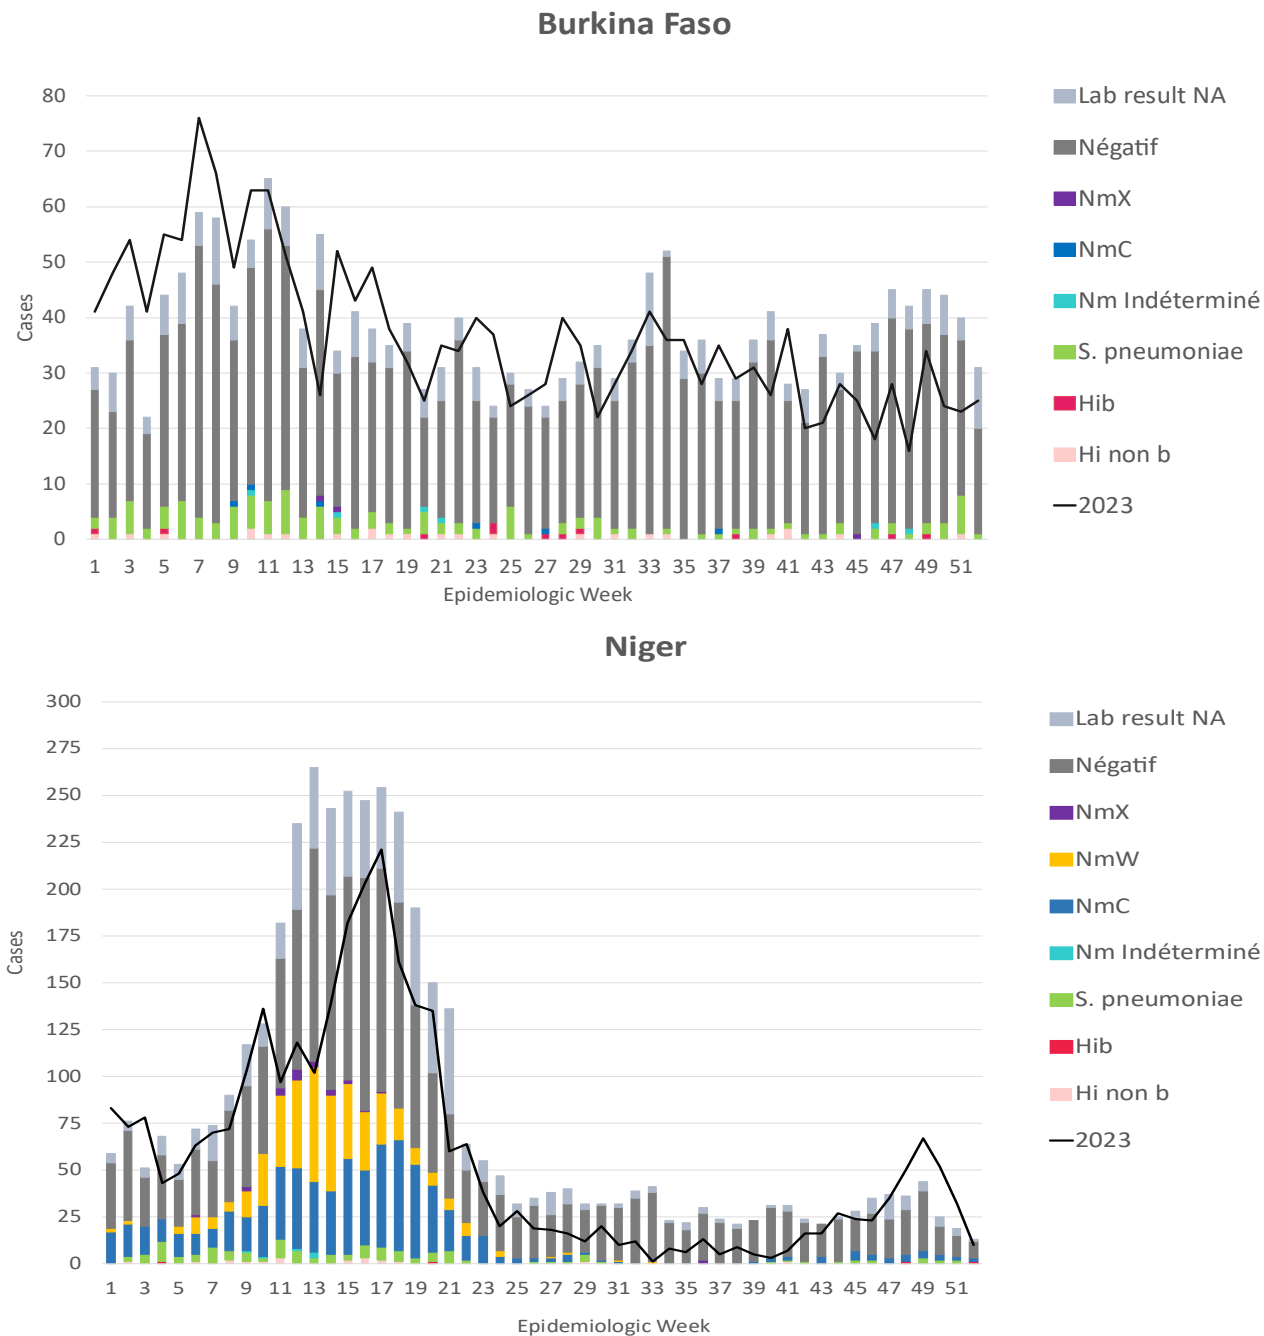 Burkina Faso
80
70
60
50
40
30
20
10
0
Cases
1 3 5 7 9 11 13 15 17 19 21 23 25 27 29 31 33 35 37 39 41 43 45 47 49 51
Epidemiologic Week
Lab result NA
Négatif
NmX
NmC
Nm Indéterminé
S. pneumoniae
Hib
Hi non b
2023
Niger
300
275
250
225
200
175
150
125
100
75
50
25
0
Cases
1 3 5 7 9 11 13 15 17 19 21 23 25 27 29 31 33 35 37 39 41 43 45 47 49 51
Epidemiologic Week
Lab result NA
Négatif
NmX
NmW
NmC
Nm Indéterminé
S. pneumoniae
Hib
Hi non b
2023